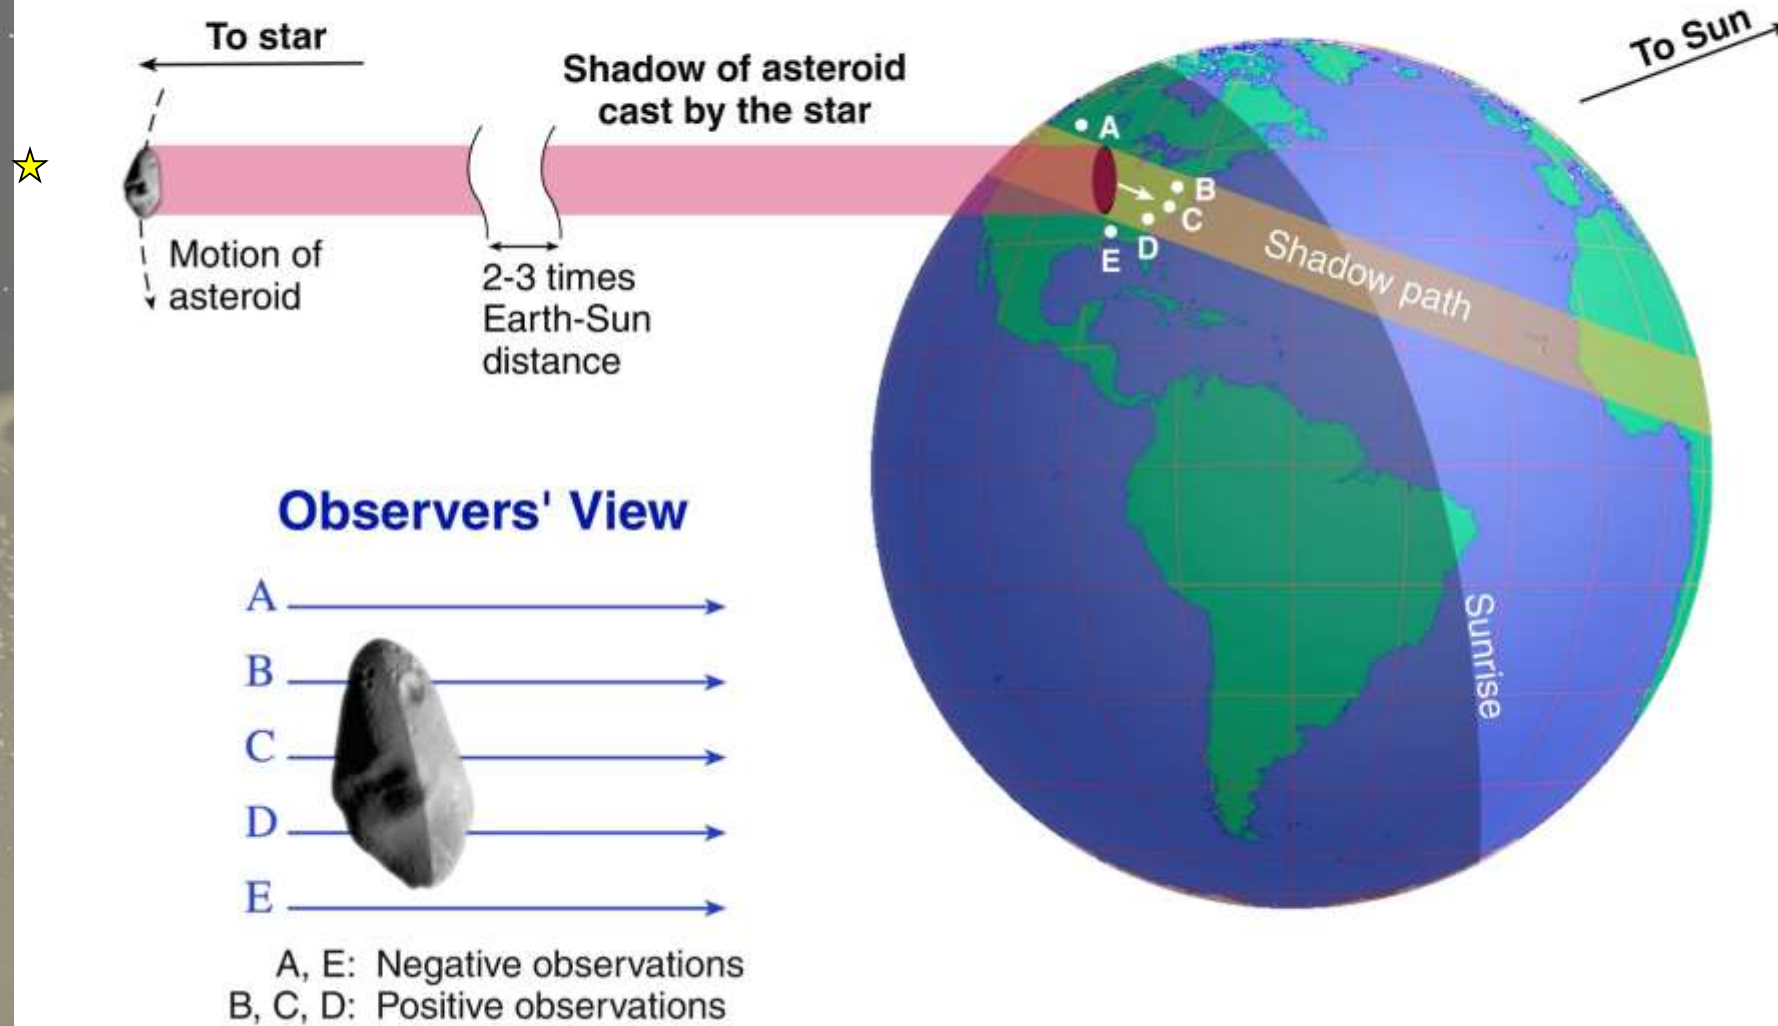 To star
Shadow of asteroid
cast by the star
To Sun
A
B
C
D
E
Motion of
asteroid
2-3 times
Earth-Sun
distance
Shadow path
Sunrise
Observers' View
A
B
C
D
E
A, E: Negative observations
B, C, D: Positive observations